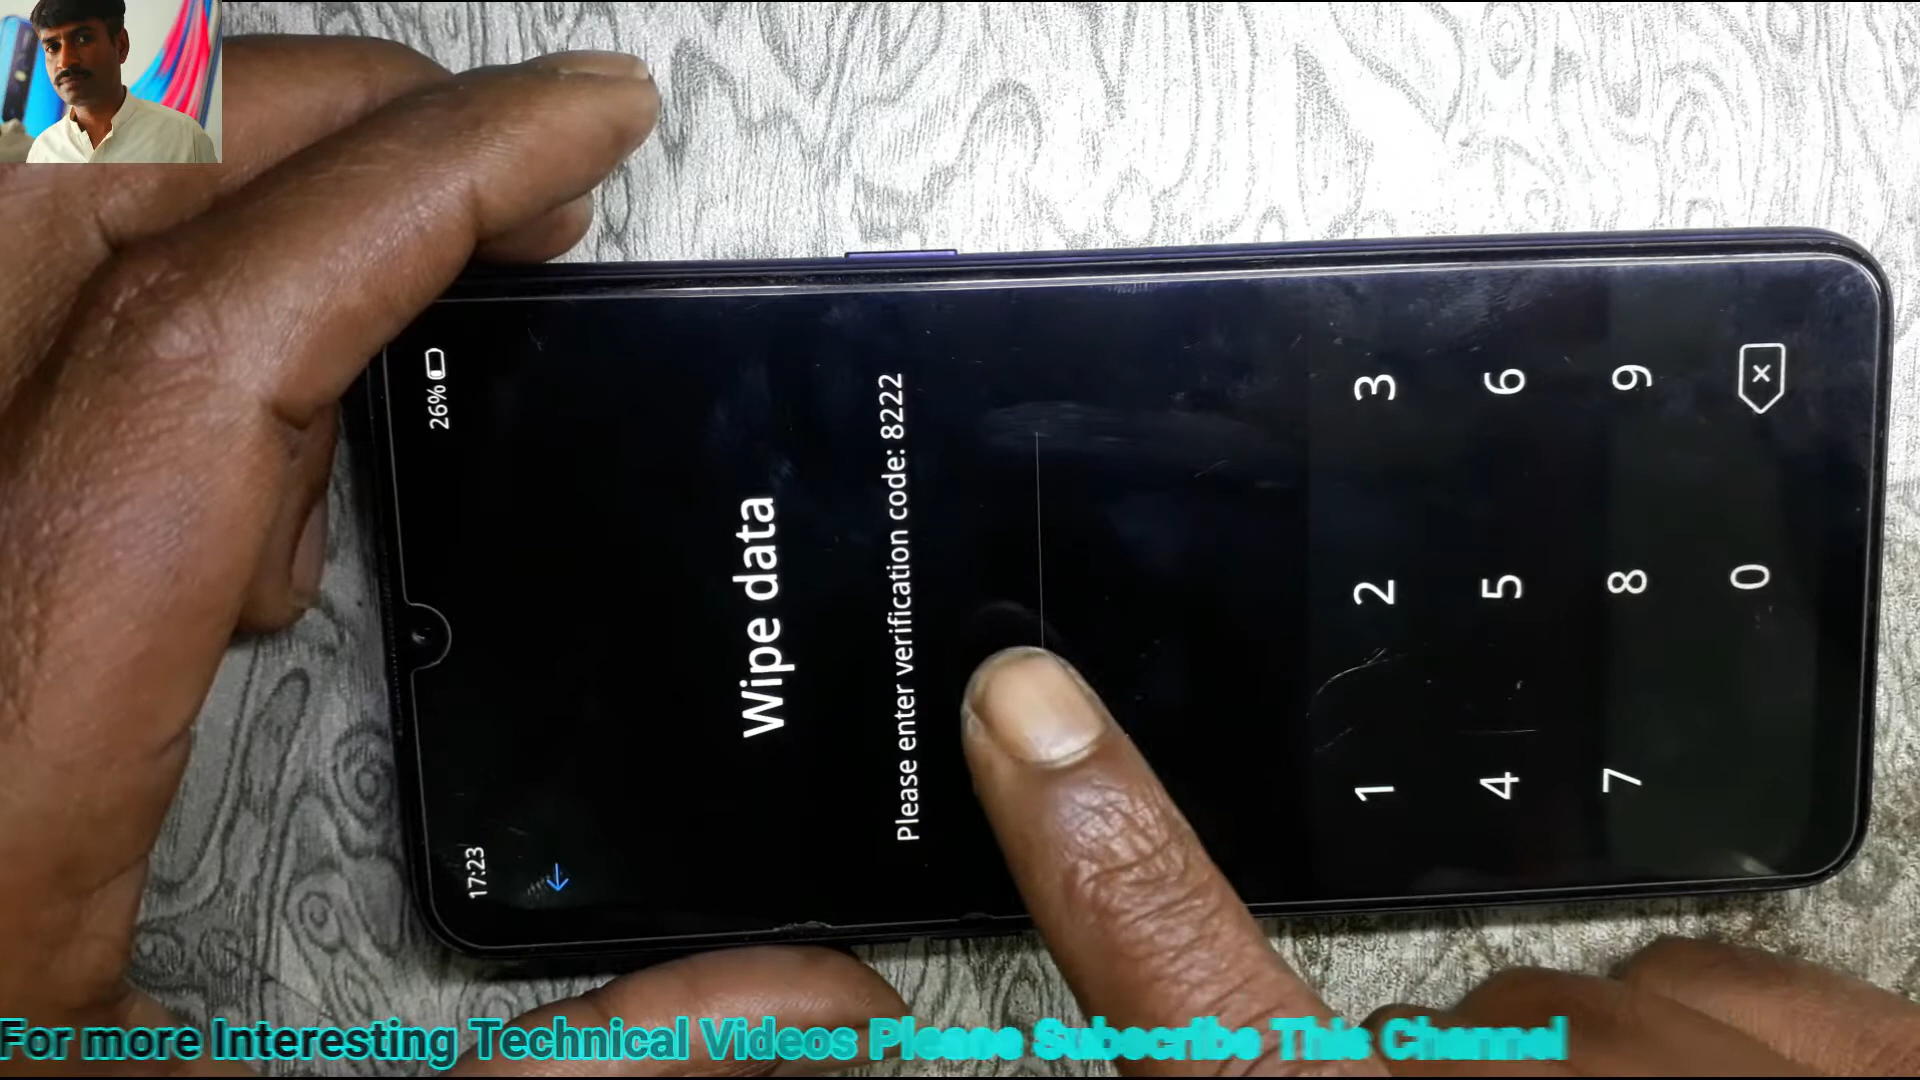 17:23
26%
Wipe data
Please enter verification code: 8222
1 2 3
4 5 6
7 8 9
0
For more Interesting Technical Videos Please Subscribe This Channel